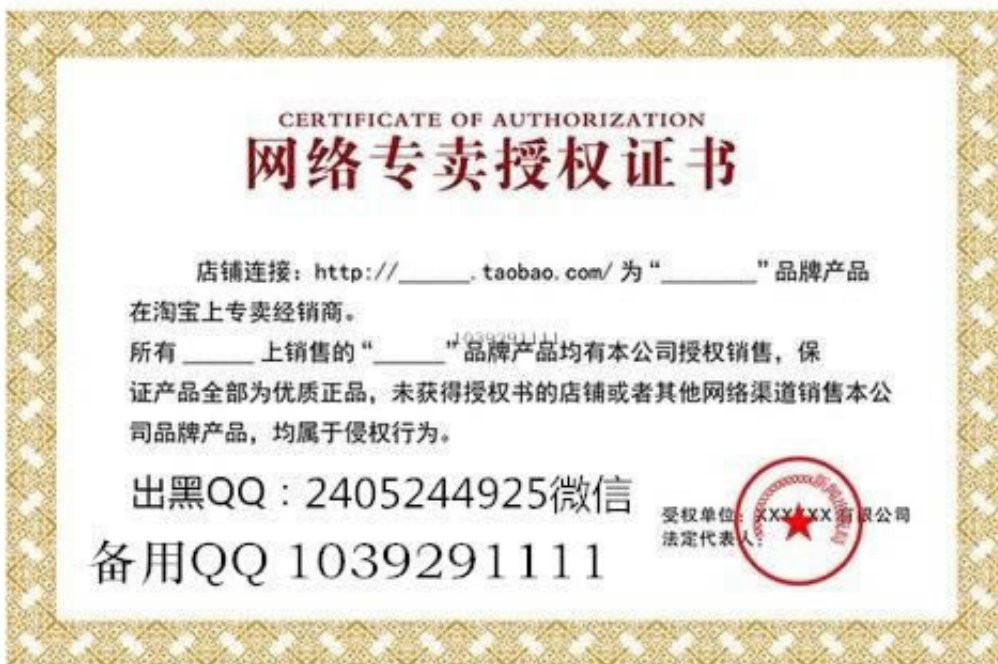 CERTIFICATE OF AUTHORIZATION
网络专卖授权证书
店铺连接：http://______.taobao.com/ 为“________”品牌产品
在淘宝上专卖经销商。
1039291111
所有 ______ 上销售的“______”品牌产品均有本公司授权销售，保
证产品全部为优质正品，未获得授权书的店铺或者其他网络渠道销售本公
司品牌产品，均属于侵权行为。
出黑QQ：2405244925微信
受权单位：XXXXXX 有限公司
法定代表人：
备用QQ 1039291111